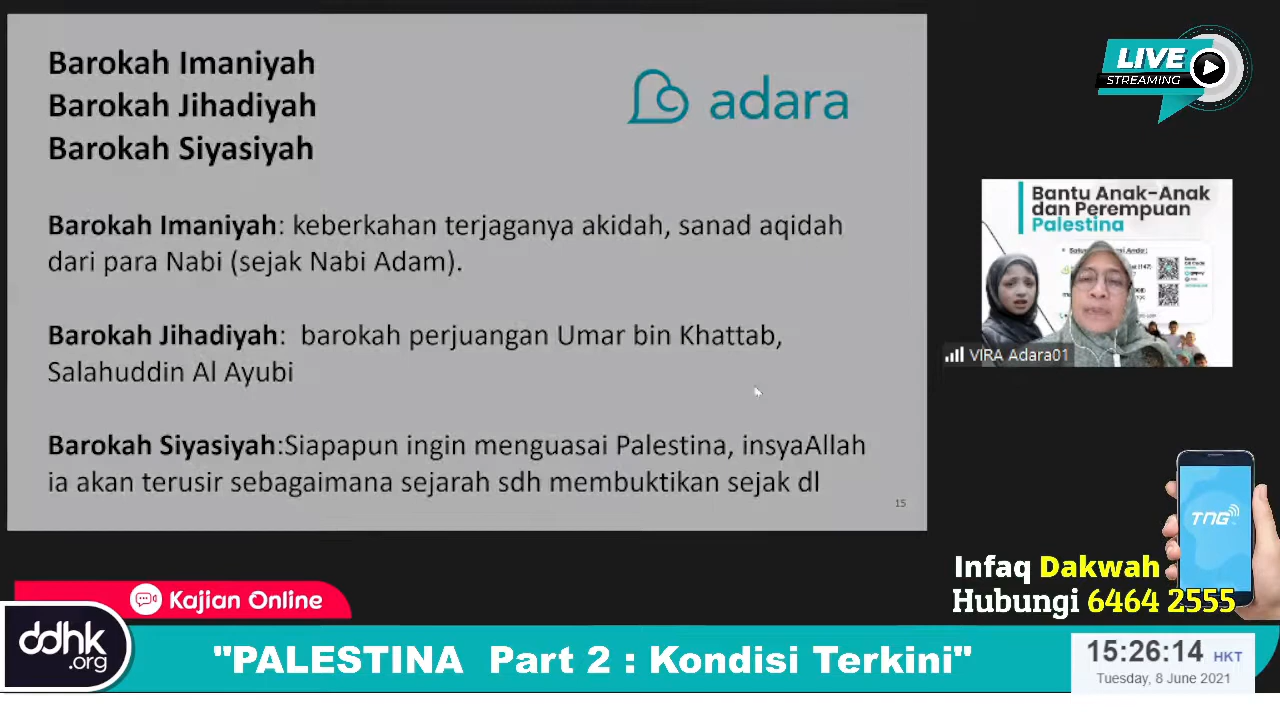 Barokah Imaniyah
Barokah Jihadiyah
Barokah Siyasiyah
adara
Barokah Imaniyah: keberkahan terjaganya akidah, sanad aqidah
dari para Nabi (sejak Nabi Adam).
Barokah Jihadiyah: barokah perjuangan Umar bin Khattab,
Salahuddin Al Ayubi
Barokah Siyasiyah:Siapapun ingin menguasai Palestina, insyaAllah
ia akan terusir sebagaimana sejarah sdh membuktikan sejak dl
15
LIVE
STREAMING
Bantu Anak-Anak
dan Perempuan
Palestina
VIRA Adara01
TNG
Infaq Dakwah
Hubungi 6464 2555
Kajian Online
ddhk
.org
"PALESTINA Part 2 : Kondisi Terkini"
15:26:14 HKT
Tuesday, 8 June 2021